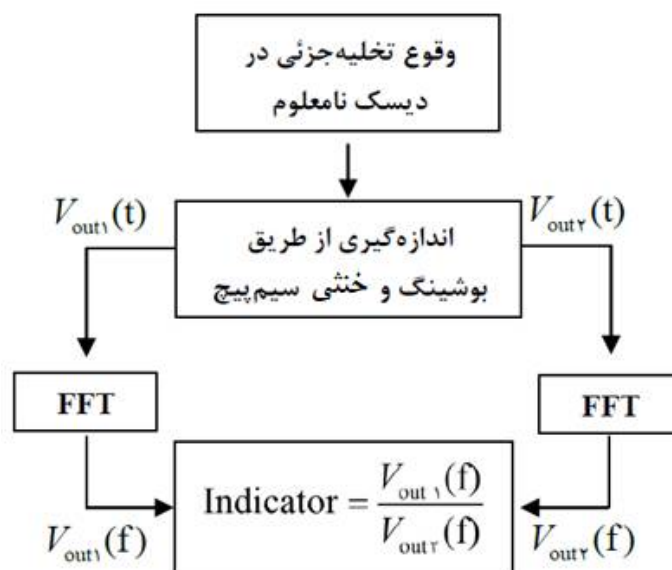 وقوع تخلیه‌جزئی در
دیسک نامعلوم
V_out۱(t)
V_out۲(t)
اندازه‌گیری از طریق
بوشینگ و خنثی سیم‌پیچ
FFT
FFT
Indicator = V_out۱(f) / V_out۲(f)
V_out۱(f)
V_out۲(f)